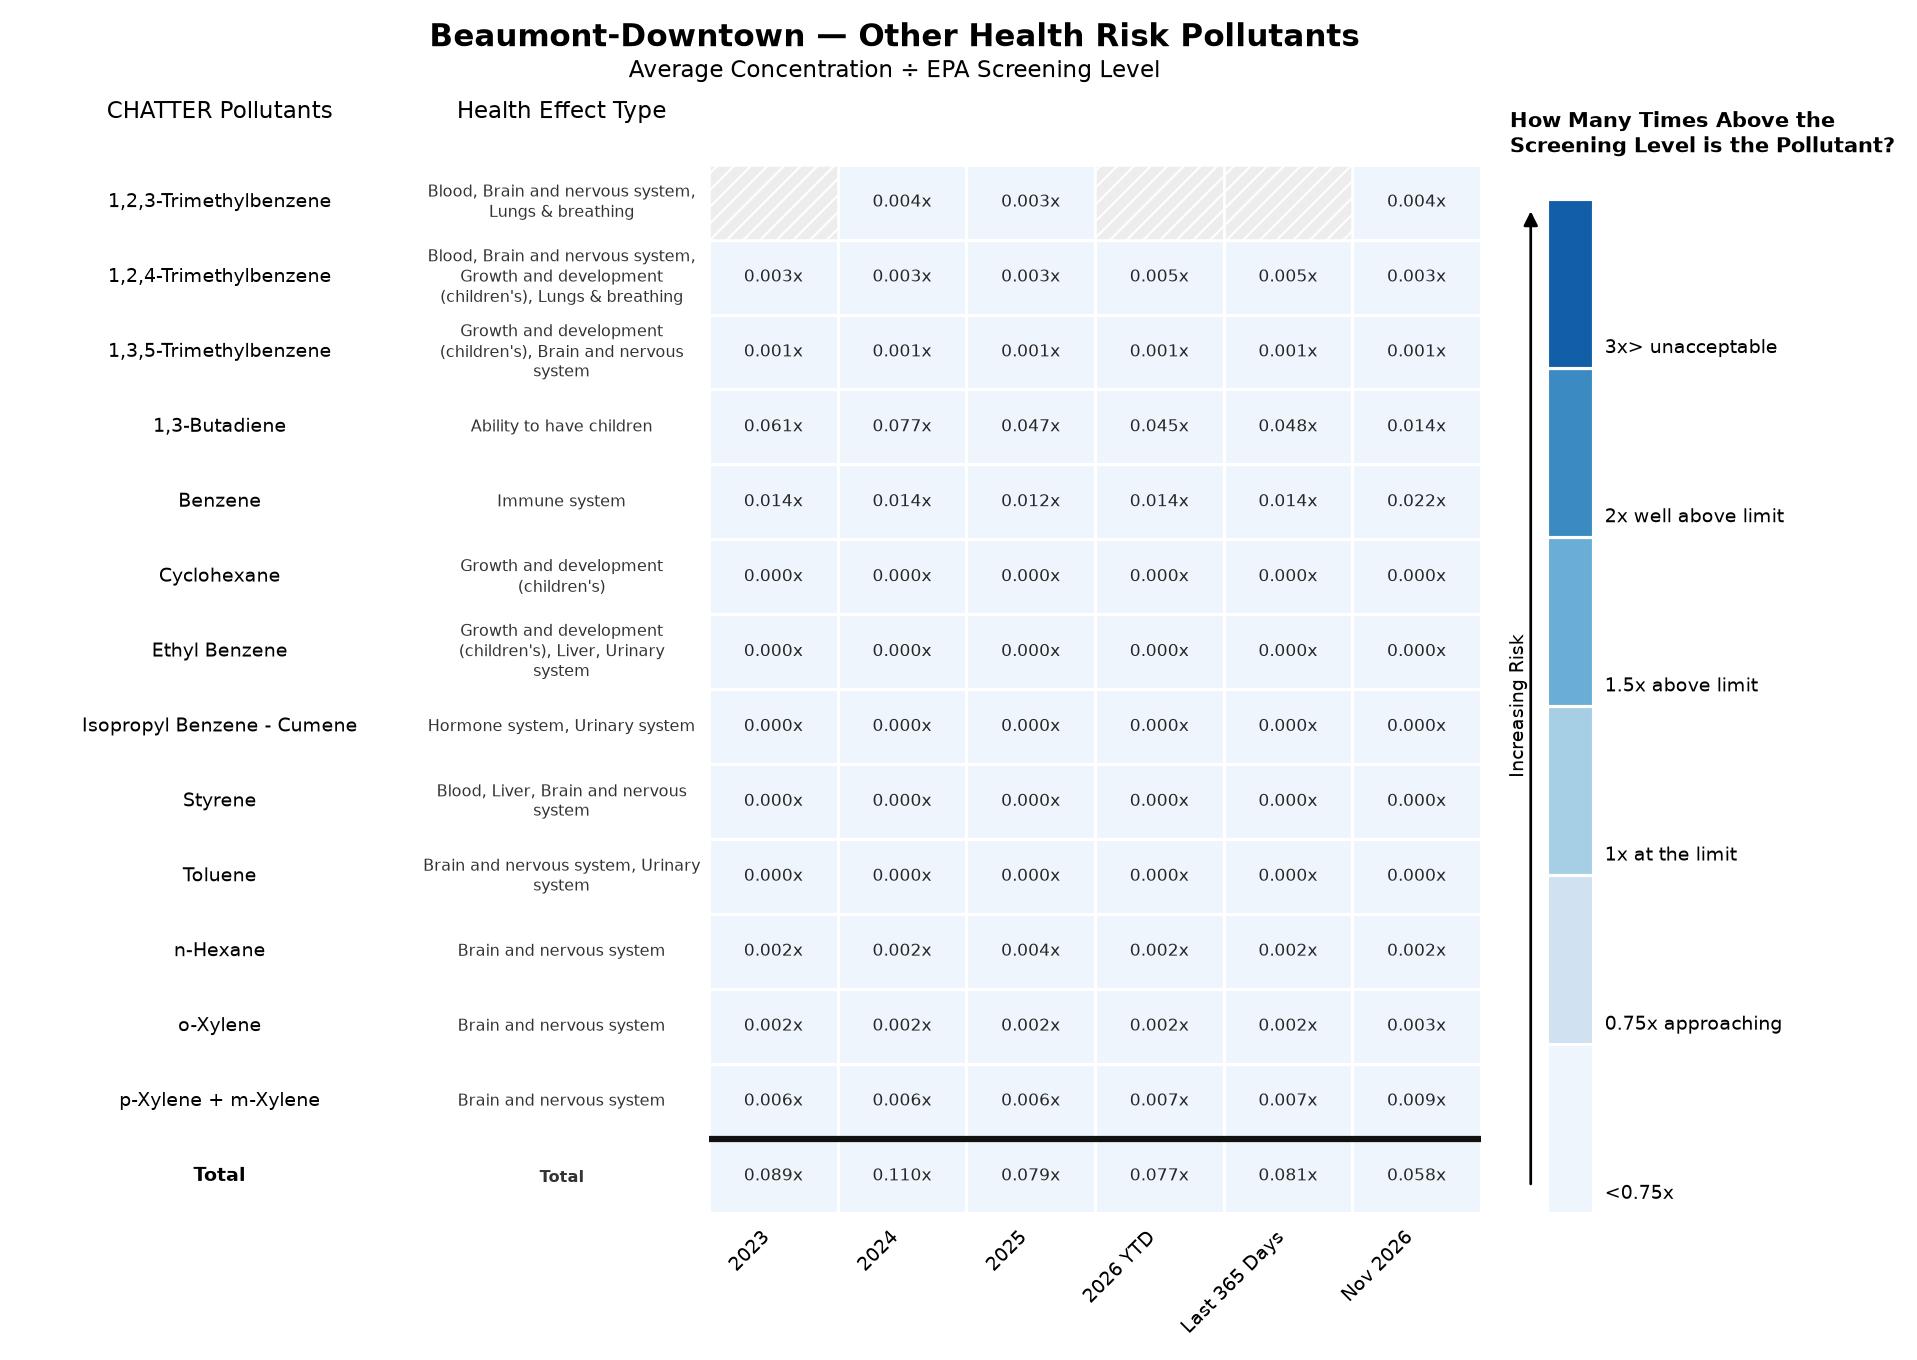 Beaumont-Downtown — Other Health Risk Pollutants
Average Concentration ÷ EPA Screening Level
CHATTER Pollutants
Health Effect Type
How Many Times Above the
Screening Level is the Pollutant?
1,2,3-Trimethylbenzene
Blood, Brain and nervous system,
Lungs & breathing
0.004x 0.003x 0.004x
1,2,4-Trimethylbenzene
Blood, Brain and nervous system,
Growth and development
(children's), Lungs & breathing
0.003x 0.003x 0.003x 0.005x 0.005x 0.003x
1,3,5-Trimethylbenzene
Growth and development
(children's), Brain and nervous
system
0.001x 0.001x 0.001x 0.001x 0.001x 0.001x
1,3-Butadiene
Ability to have children
0.061x 0.077x 0.047x 0.045x 0.048x 0.014x
Benzene
Immune system
0.014x 0.014x 0.012x 0.014x 0.014x 0.022x
Cyclohexane
Growth and development
(children's)
0.000x 0.000x 0.000x 0.000x 0.000x 0.000x
Ethyl Benzene
Growth and development
(children's), Liver, Urinary
system
0.000x 0.000x 0.000x 0.000x 0.000x 0.000x
Isopropyl Benzene - Cumene
Hormone system, Urinary system
0.000x 0.000x 0.000x 0.000x 0.000x 0.000x
Styrene
Blood, Liver, Brain and nervous
system
0.000x 0.000x 0.000x 0.000x 0.000x 0.000x
Toluene
Brain and nervous system, Urinary
system
0.000x 0.000x 0.000x 0.000x 0.000x 0.000x
n-Hexane
Brain and nervous system
0.002x 0.002x 0.004x 0.002x 0.002x 0.002x
o-Xylene
Brain and nervous system
0.002x 0.002x 0.002x 0.002x 0.002x 0.003x
p-Xylene + m-Xylene
Brain and nervous system
0.006x 0.006x 0.006x 0.007x 0.007x 0.009x
Total
Total
0.089x 0.110x 0.079x 0.077x 0.081x 0.058x
2023
2024
2025
2026 YTD
Last 365 Days
Nov 2026
Increasing Risk
3x> unacceptable
2x well above limit
1.5x above limit
1x at the limit
0.75x approaching
<0.75x